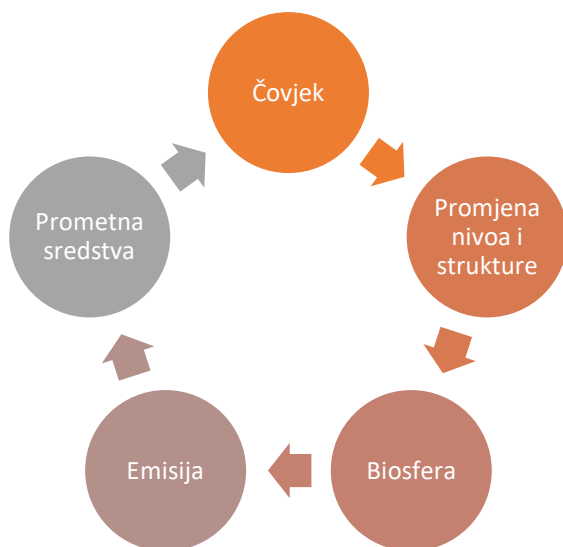 Čovjek
Promjena
nivoa i
strukture
Biosfera
Emisija
Prometna
sredstva